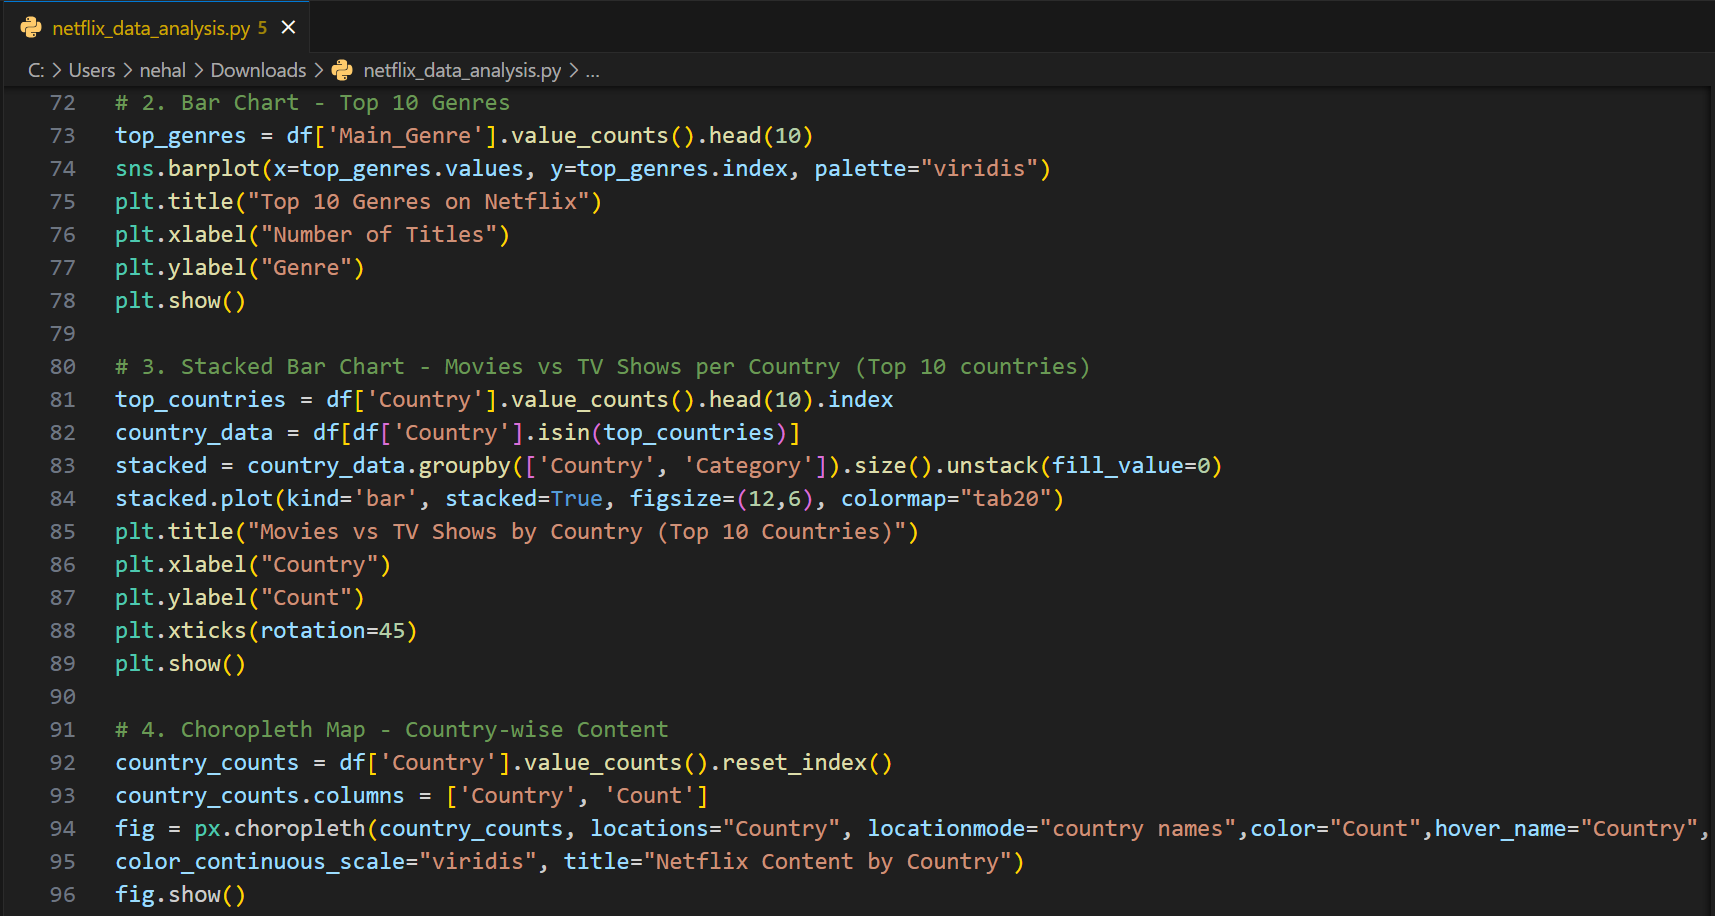 netflix_data_analysis.py 5 ×
C: > Users > nehal > Downloads > netflix_data_analysis.py > ...
72 # 2. Bar Chart - Top 10 Genres
73 top_genres = df['Main_Genre'].value_counts().head(10)
74 sns.barplot(x=top_genres.values, y=top_genres.index, palette="viridis")
75 plt.title("Top 10 Genres on Netflix")
76 plt.xlabel("Number of Titles")
77 plt.ylabel("Genre")
78 plt.show()
79
80 # 3. Stacked Bar Chart - Movies vs TV Shows per Country (Top 10 countries)
81 top_countries = df['Country'].value_counts().head(10).index
82 country_data = df[df['Country'].isin(top_countries)]
83 stacked = country_data.groupby(['Country', 'Category']).size().unstack(fill_value=0)
84 stacked.plot(kind='bar', stacked=True, figsize=(12,6), colormap="tab20")
85 plt.title("Movies vs TV Shows by Country (Top 10 Countries)")
86 plt.xlabel("Country")
87 plt.ylabel("Count")
88 plt.xticks(rotation=45)
89 plt.show()
90
91 # 4. Choropleth Map - Country-wise Content
92 country_counts = df['Country'].value_counts().reset_index()
93 country_counts.columns = ['Country', 'Count']
94 fig = px.choropleth(country_counts, locations="Country", locationmode="country names",color="Count",hover_name="Country",
95 color_continuous_scale="viridis", title="Netflix Content by Country")
96 fig.show()